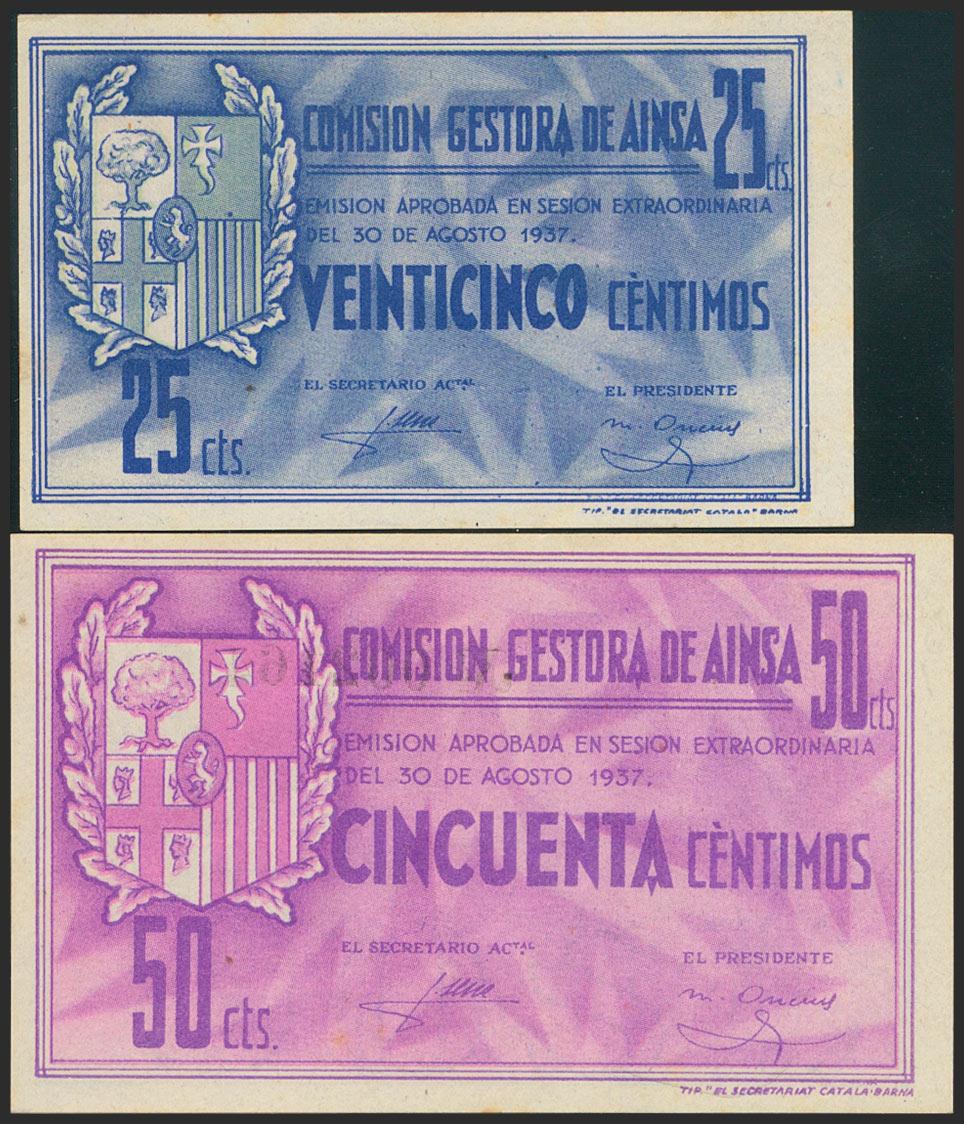 COMISION GESTORA DE AINSA
25 cts.
EMISION APROBADA EN SESION EXTRAORDINARIA
DEL 30 DE AGOSTO 1937.
VEINTICINCO CÈNTIMOS
25 cts.
EL SECRETARIO ACTAL.
EL PRESIDENTE
TIP. "EL SECRETARIAT CATALA" BARNA
COMISION GESTORA DE AINSA
50 cts
EMISION APROBADA EN SESION EXTRAORDINARIA
DEL 30 DE AGOSTO 1937.
CINCUENTA CÈNTIMOS
50 cts.
EL SECRETARIO ACTAL.
EL PRESIDENTE
TIP. "EL SECRETARIAT CATALA-BARNA